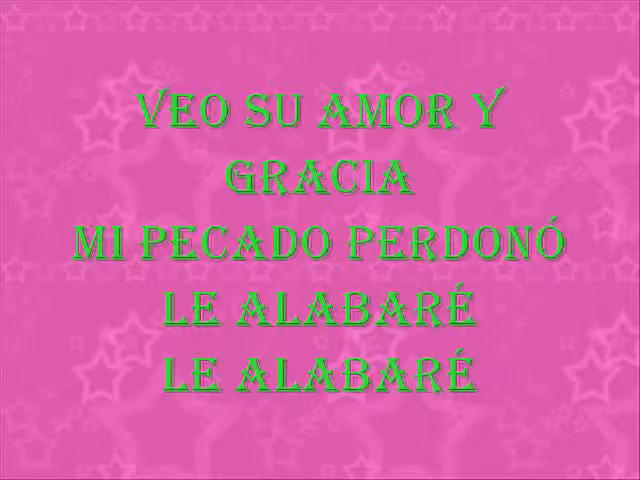 VEO SU AMOR Y
GRACIA
MI PECADO PERDONÓ
LE ALABARÉ
LE ALABARÉ